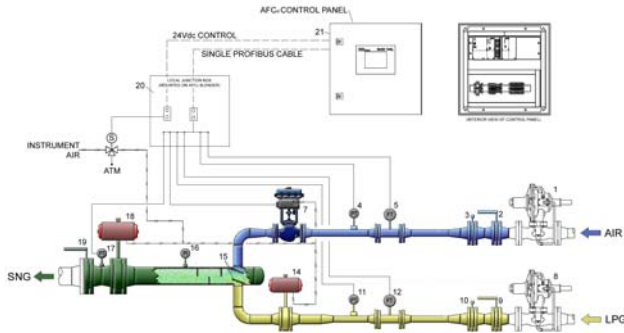 AFC® CONTROL PANEL
24Vdc CONTROL
21
SINGLE PROFIBUS CABLE
LOCAL JUNCTION BOX
20
(INTERIOR VIEW OF CONTROL PANEL)
S
INSTRUMENT
AIR
ATM
4
5
7
3
2
1
AIR
18
19
17
16
15
SNG
14
11
12
10
9
8
LPG